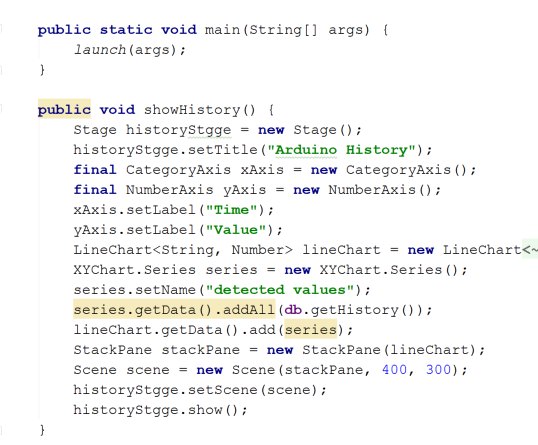 public static void main(String[] args) {
launch(args);
}
public void showHistory() {
Stage historyStgge = new Stage();
historyStgge.setTitle("Arduino History");
final CategoryAxis xAxis = new CategoryAxis();
final NumberAxis yAxis = new NumberAxis();
xAxis.setLabel("Time");
yAxis.setLabel("Value");
LineChart<String, Number> lineChart = new LineChart<~
XYChart.Series series = new XYChart.Series();
series.setName("detected values");
series.getData().addAll(db.getHistory());
lineChart.getData().add(series);
StackPane stackPane = new StackPane(lineChart);
Scene scene = new Scene(stackPane, 400, 300);
historyStgge.setScene(scene);
historyStgge.show();
}